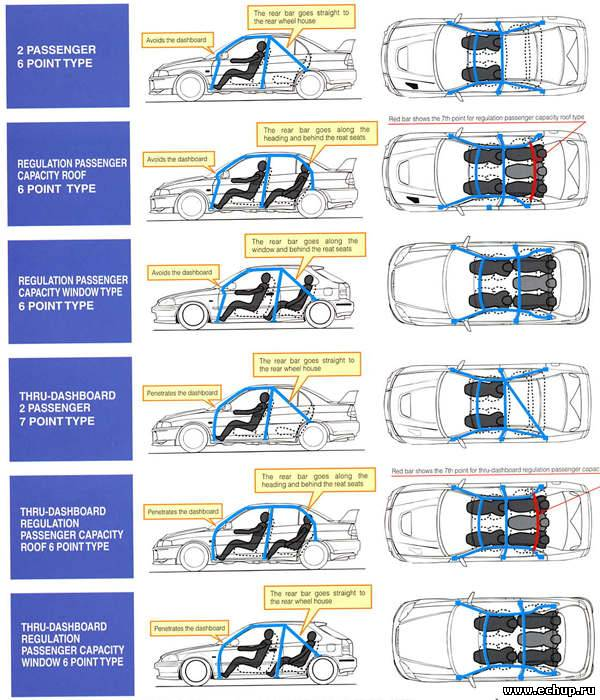 2 PASSENGER
6 POINT TYPE
Avoids the dashboard
The rear bar goes straight to
the rear wheel house
Red bar shows the 7th point for regulation passenger capacity roof type
REGULATION PASSENGER
CAPACITY ROOF
6 POINT TYPE
Avoids the dashboard
The rear bar goes along the
heading and behind the reat seats
REGULATION PASSENGER
CAPACITY WINDOW TYPE
6 POINT TYPE
Avoids the dashboard
The rear bar goes along the
window and behind the reat seats
THRU-DASHBOARD
2 PASSENGER
7 POINT TYPE
Penetrates the dashboard
The rear bar goes straight to
the rear wheel house
Red bar shows the 7th point for thru-dashboard regulation passenger capac
THRU-DASHBOARD
REGULATION
PASSENGER CAPACITY
ROOF 6 POINT TYPE
Penetrates the dashboard
The rear bar goes along the
heading and behind the reat seats
THRU-DASHBOARD
REGULATION
PASSENGER CAPACITY
WINDOW 6 POINT TYPE
Penetrates the dashboard
The rear bar goes straight to
the rear wheel house
www.echup.ru